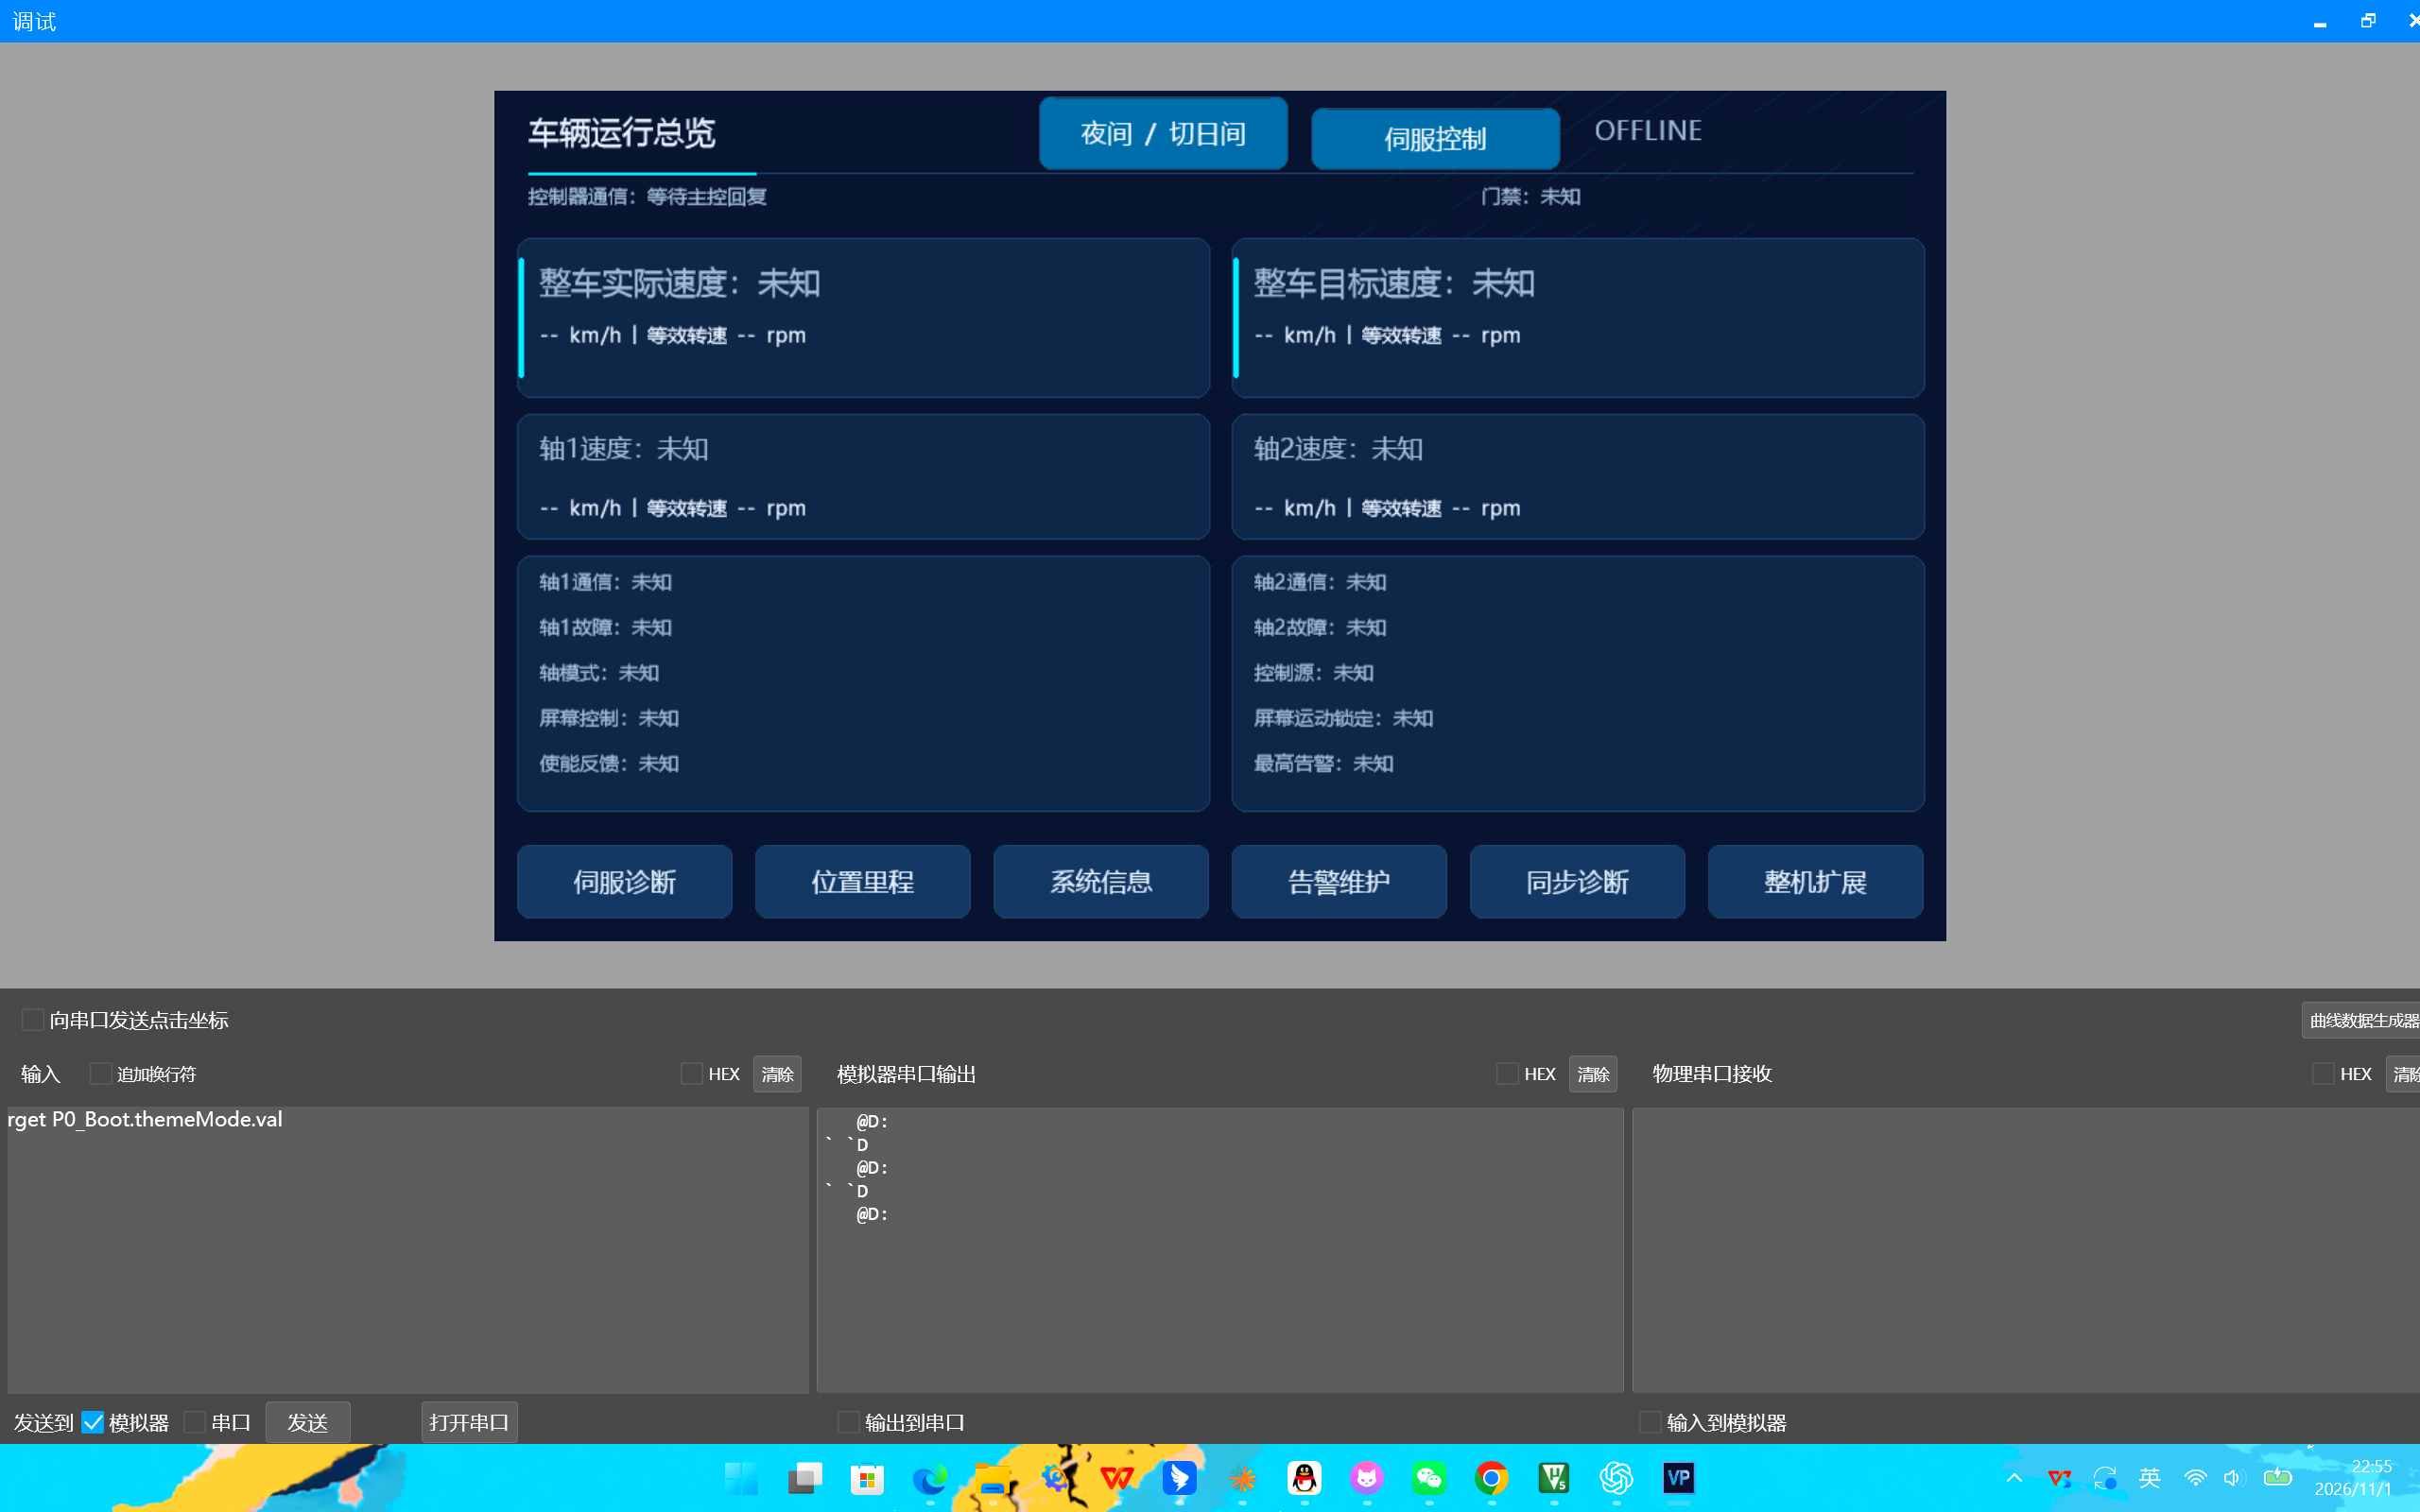 调试
车辆运行总览
夜间 / 切日间
伺服控制
OFFLINE
控制器通信：等待主控回复
门禁：未知
整车实际速度：未知
-- km/h | 等效转速 -- rpm
整车目标速度：未知
-- km/h | 等效转速 -- rpm
轴1速度：未知
-- km/h | 等效转速 -- rpm
轴2速度：未知
-- km/h | 等效转速 -- rpm
轴1通信：未知
轴1故障：未知
轴模式：未知
屏幕控制：未知
使能反馈：未知
轴2通信：未知
轴2故障：未知
控制源：未知
屏幕运动锁定：未知
最高告警：未知
伺服诊断
位置里程
系统信息
告警维护
同步诊断
整机扩展
向串口发送点击坐标
曲线数据生成器
输入
追加换行符
HEX
清除
模拟器串口输出
HEX
清除
物理串口接收
HEX
清除
rget P0_Boot.themeMode.val
@D:
` `D
@D:
` `D
@D:
发送到
模拟器
串口
发送
打开串口
输出到串口
输入到模拟器
VP
英
22:55
2026/11/1